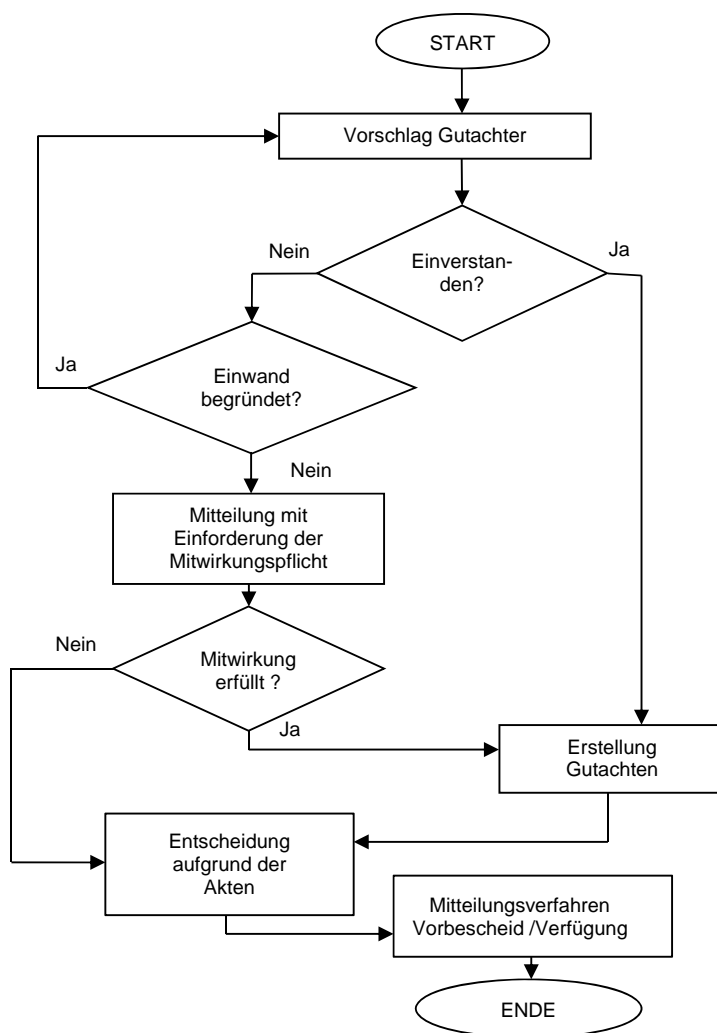 START
Vorschlag Gutachter
Nein
Einverstan-
den?
Ja
Ja
Einwand
begründet?
Nein
Mitteilung mit
Einforderung der
Mitwirkungspflicht
Nein
Mitwirkung
erfüllt ?
Ja
Erstellung
Gutachten
Entscheidung
aufgrund der
Akten
Mitteilungsverfahren
Vorbescheid /Verfügung
ENDE